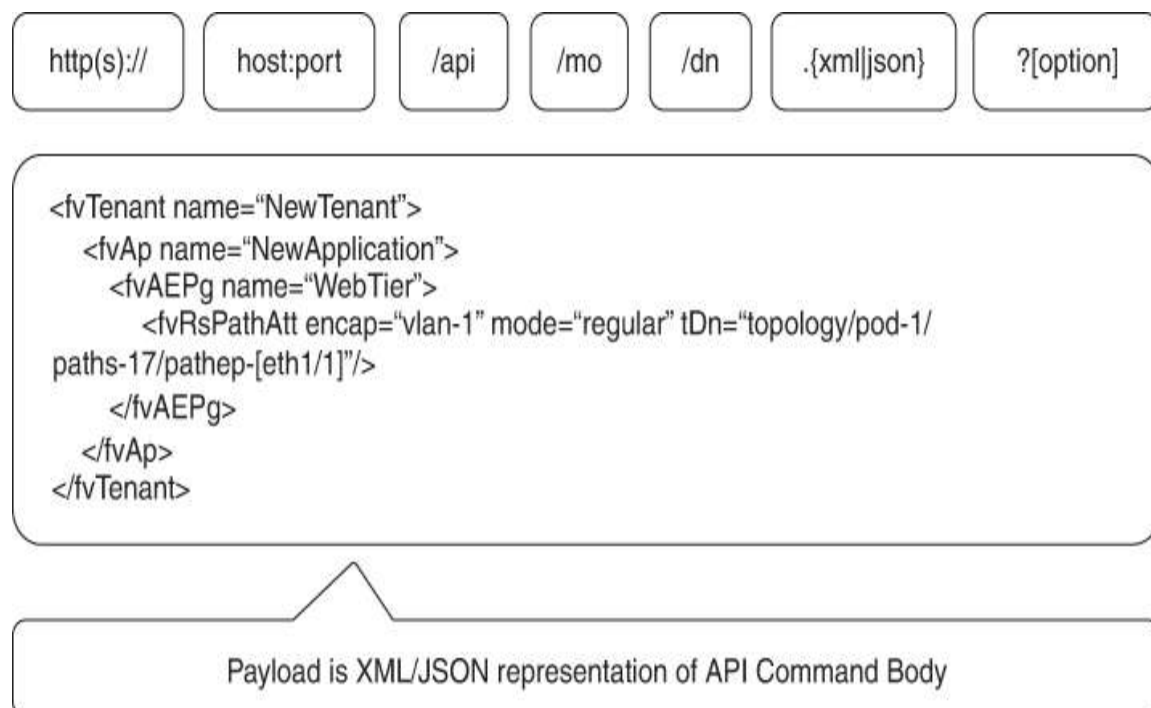 http(s):// host:port /api /mo /dn .{xml|json} ?[option]
<fvTenant name=“NewTenant”>
<fvAp name=“NewApplication”>
<fvAEPg name=“WebTier”>
<fvRsPathAtt encap=“vlan-1” mode=“regular” tDn=“topology/pod-1/
paths-17/pathep-[eth1/1]”/>
</fvAEPg>
</fvAp>
</fvTenant>
Payload is XML/JSON representation of API Command Body